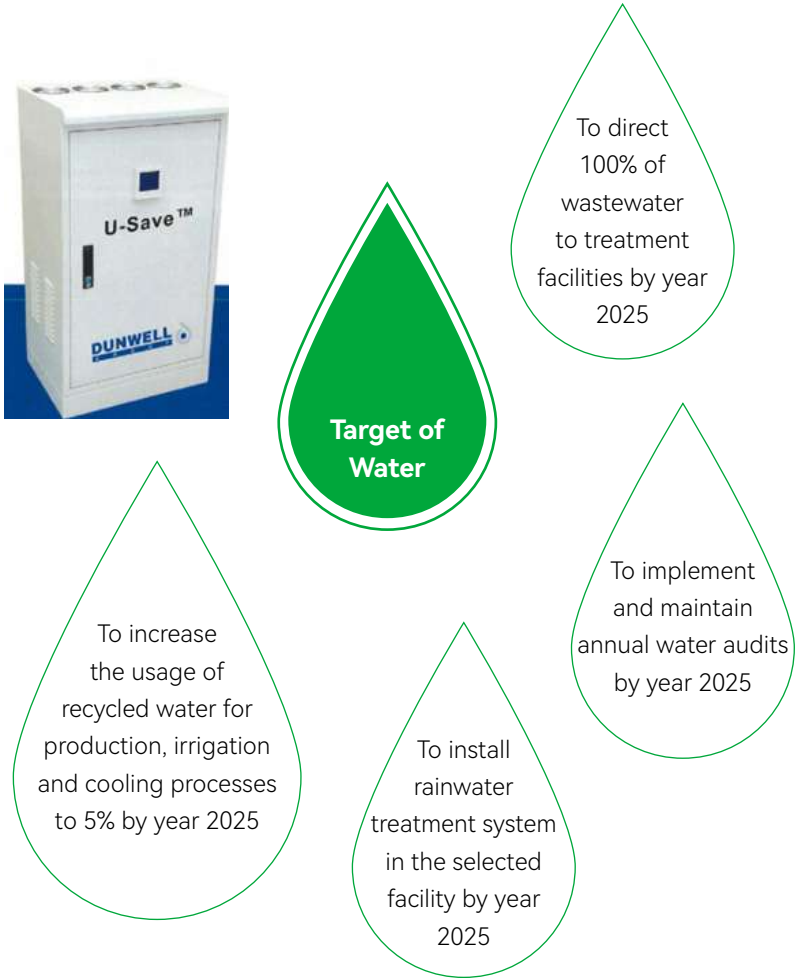 U-Save™
DUNWELL
Target of
Water
To direct
100% of
wastewater
to treatment
facilities by year
2025
To implement
and maintain
annual water audits
by year 2025
To install
rainwater
treatment system
in the selected
facility by year
2025
To increase
the usage of
recycled water for
production, irrigation
and cooling processes
to 5% by year 2025